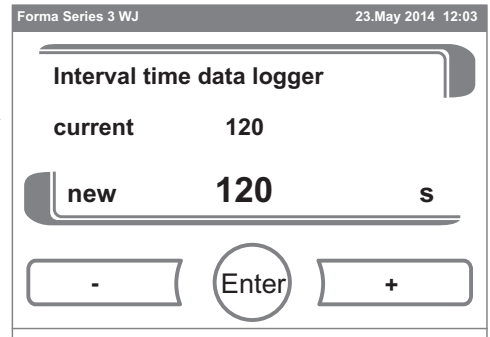 Forma Series 3 WJ 23.May 2014 12:03
Interval time data logger
current 120
new 120 s
- Enter +